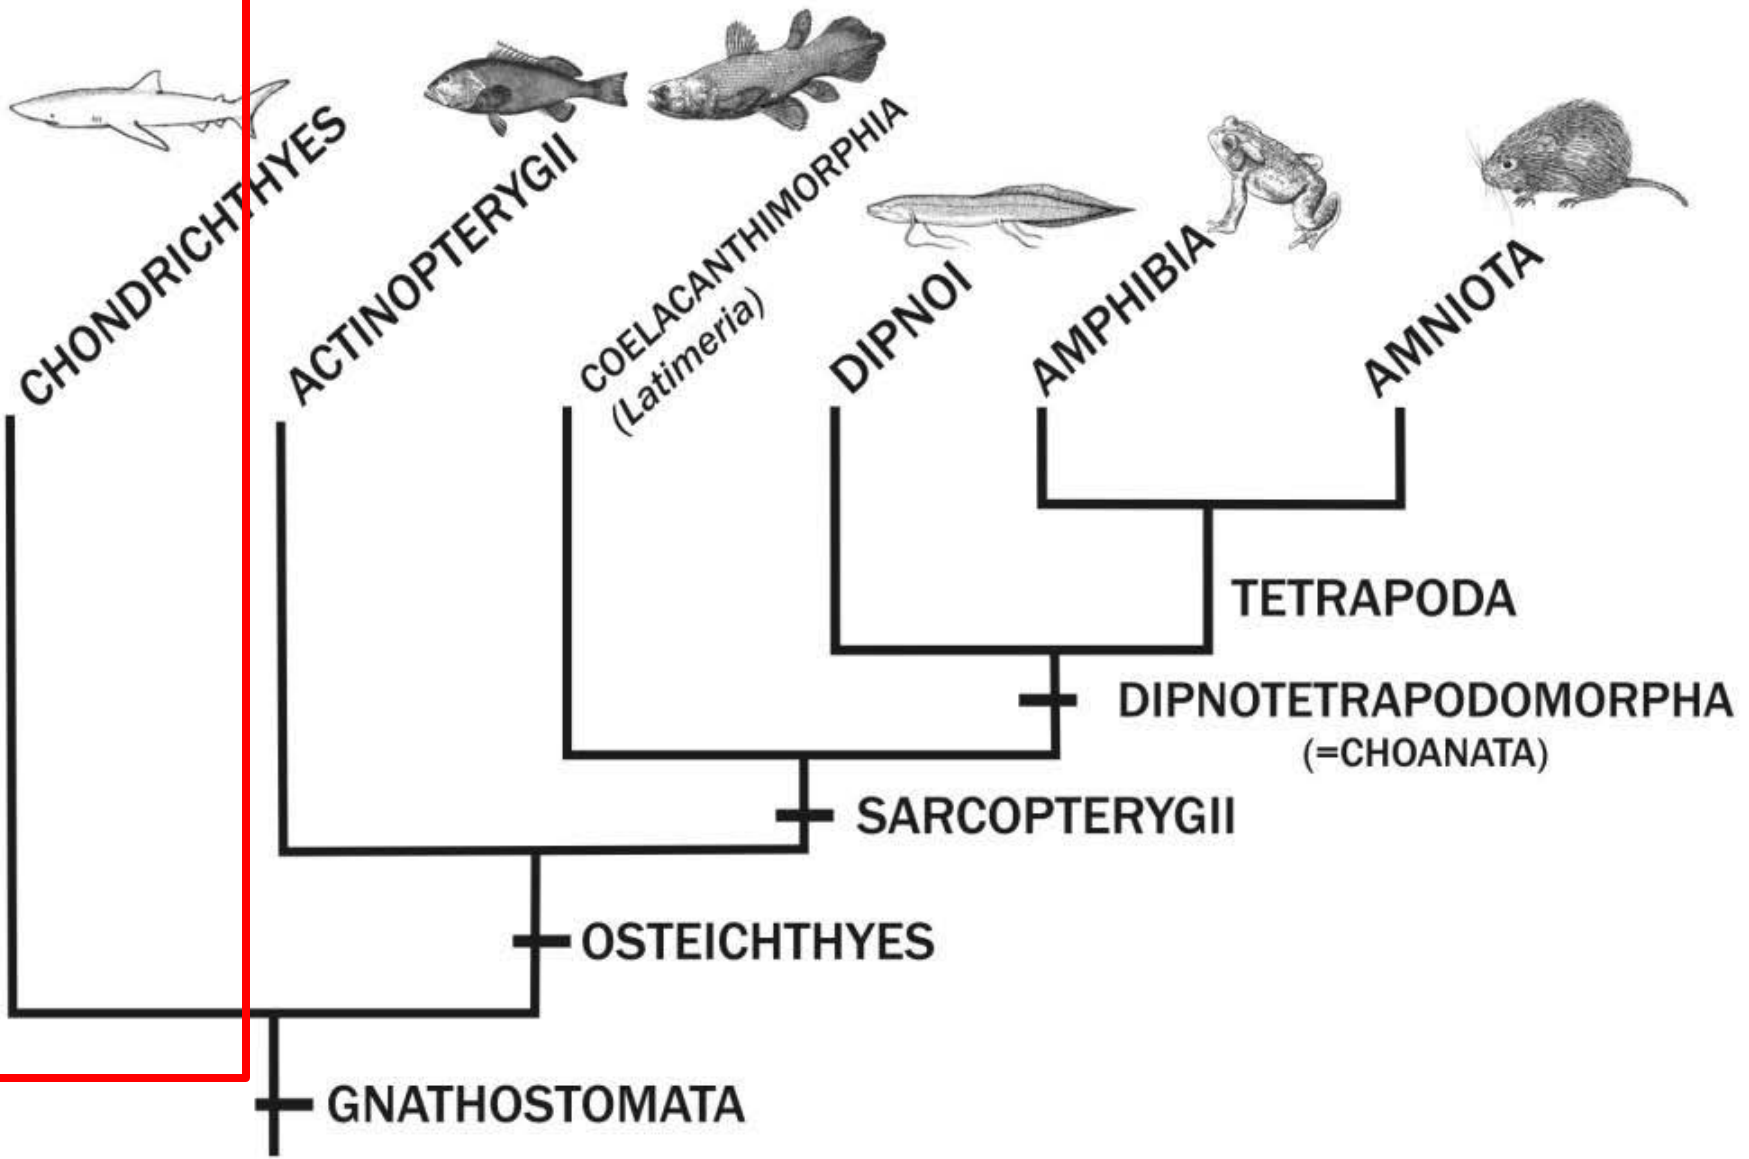 CHONDRICHTHYES
ACTINOPTERYGII
COELACANTHIMORPHIA
(Latimeria)
DIPNOI
AMPHIBIA
AMNIOTA
TETRAPODA
DIPNOTETRAPODOMORPHA
(=CHOANATA)
SARCOPTERYGII
OSTEICHTHYES
GNATHOSTOMATA